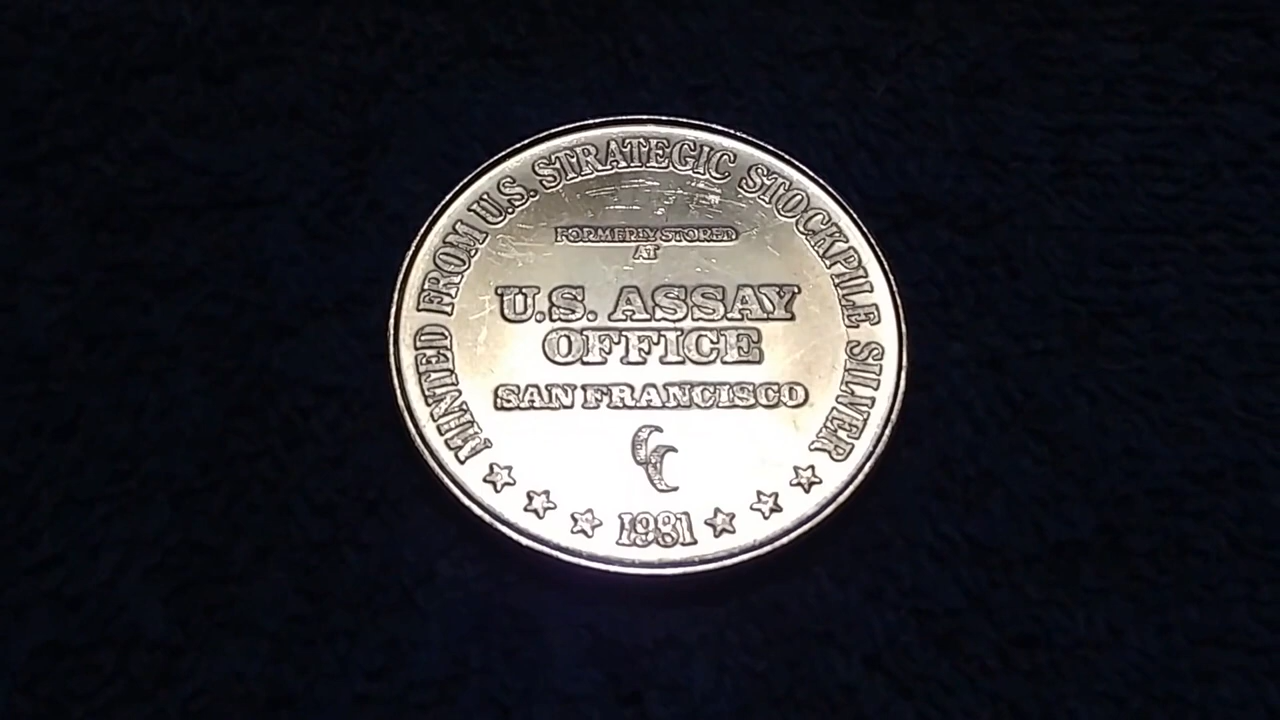 MINTED FROM U.S. STRATEGIC STOCKPILE SILVER
FORMERLY STORED
AT
U.S. ASSAY
OFFICE
SAN FRANCISCO
CC
1981